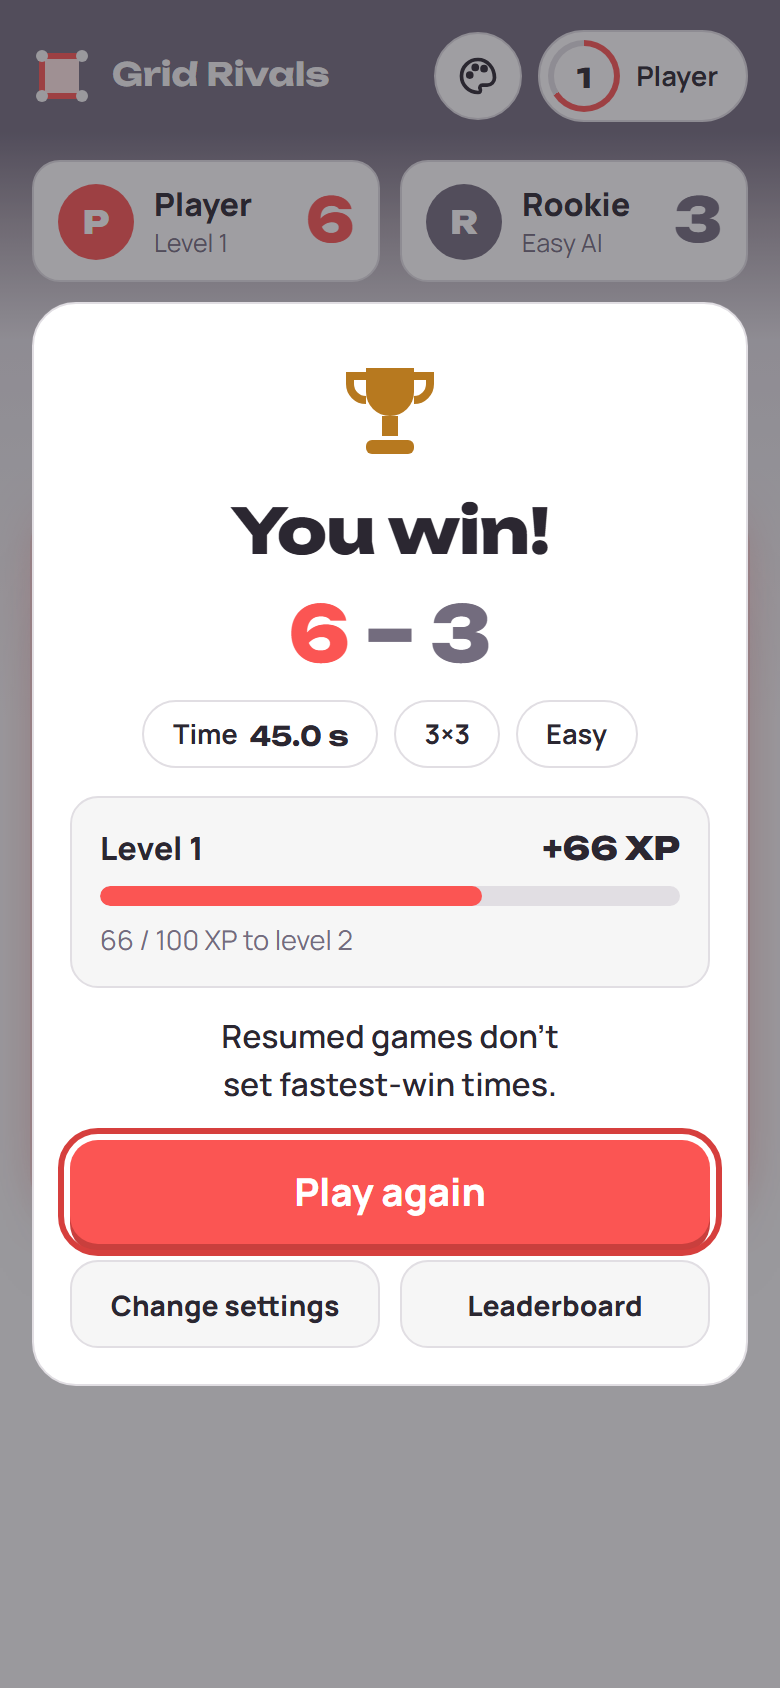 Grid Rivals
1 Player
P Player 6
Level 1
R Rookie 3
Easy AI
You win!
6 – 3
Time 45.0 s 3×3 Easy
Level 1 +66 XP
66 / 100 XP to level 2
Resumed games don’t
set fastest-win times.
Play again
Change settings Leaderboard